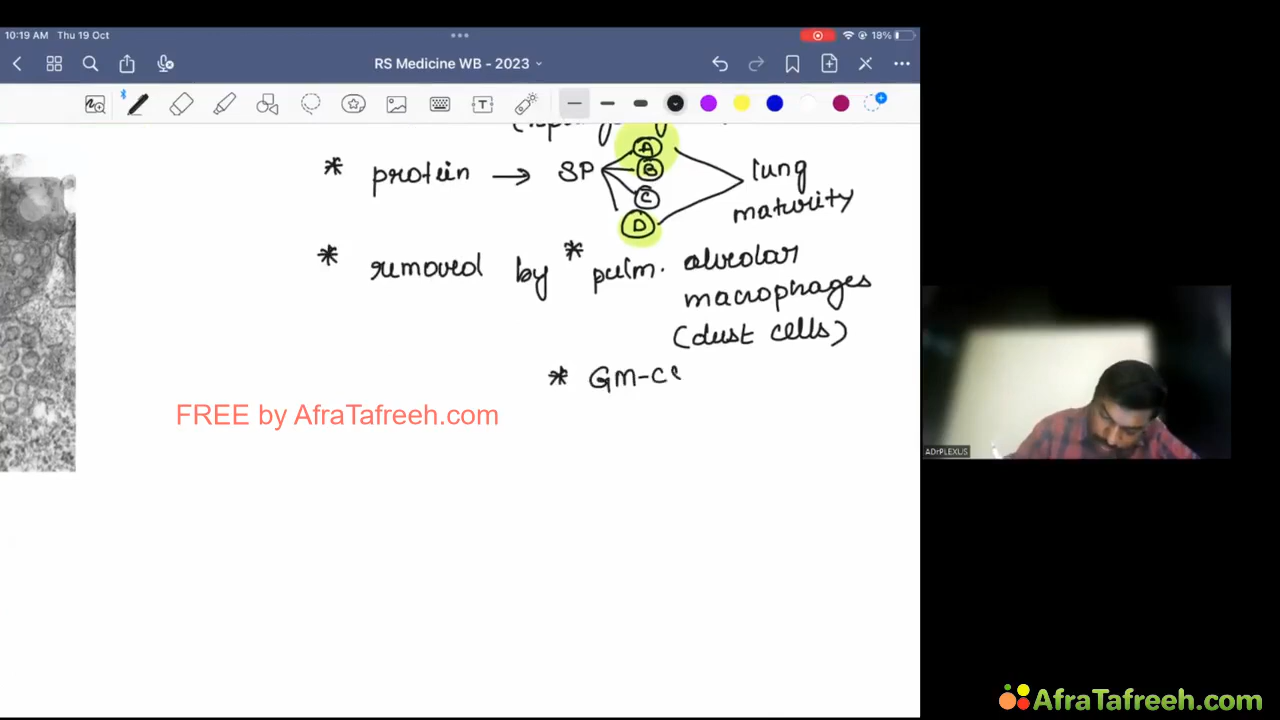 10:19 AM Thu 19 Oct
18%
RS Medicine WB - 2023
T
* protein → SP A B C D lung
maturity
* removed by * pulm. alveolar
macrophages
(dust cells)
* GM-C
FREE by AfraTafreeh.com
ADrPLEXUS
AfraTafreeh.com